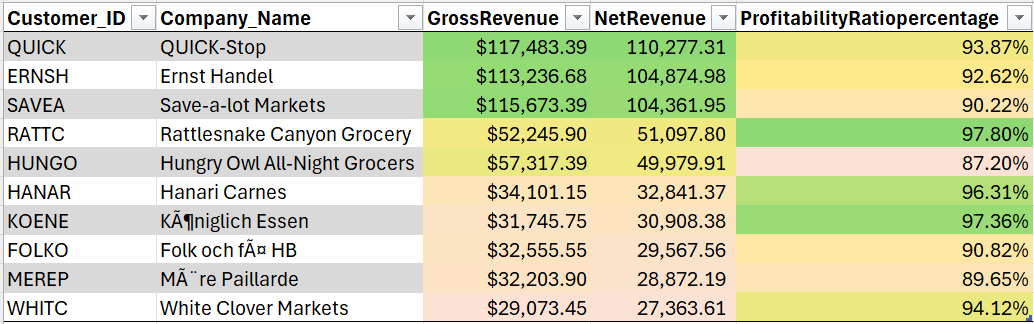 Customer_ID Company_Name GrossRevenue NetRevenue ProfitabilityRatiopercentage
QUICK QUICK-Stop $117,483.39 110,277.31 93.87%
ERNSH Ernst Handel $113,236.68 104,874.98 92.62%
SAVEA Save-a-lot Markets $115,673.39 104,361.95 90.22%
RATTC Rattlesnake Canyon Grocery $52,245.90 51,097.80 97.80%
HUNGO Hungry Owl All-Night Grocers $57,317.39 49,979.91 87.20%
HANAR Hanari Carnes $34,101.15 32,841.37 96.31%
KOENE KÃ¶niglich Essen $31,745.75 30,908.38 97.36%
FOLKO Folk och fÃ¤ HB $32,555.55 29,567.56 90.82%
MEREP MÃ¨re Paillarde $32,203.90 28,872.19 89.65%
WHITC White Clover Markets $29,073.45 27,363.61 94.12%